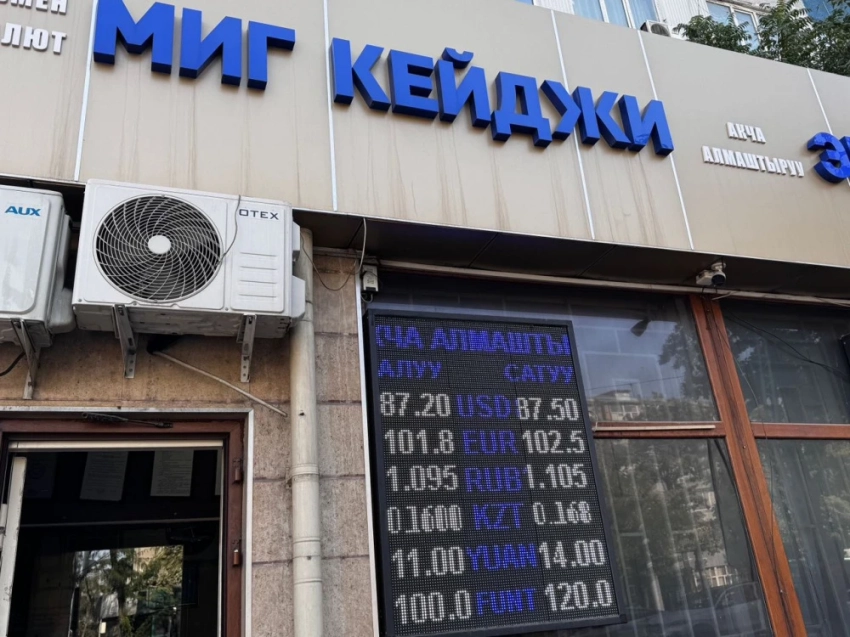 МЕН
ЛЮТ
МИГ КЕЙДЖИ
АКЧА
АЛМАШТЫРУУ
AUX
OTEX
ЧА АЛМАШТЫ
АЛУУ САТУУ
87.20 USD 87.50
101.8 EUR 102.5
1.095 RUB 1.105
0.1600 KZT 0.168
11.00 YUAN 14.00
100.0 FUNT 120.0